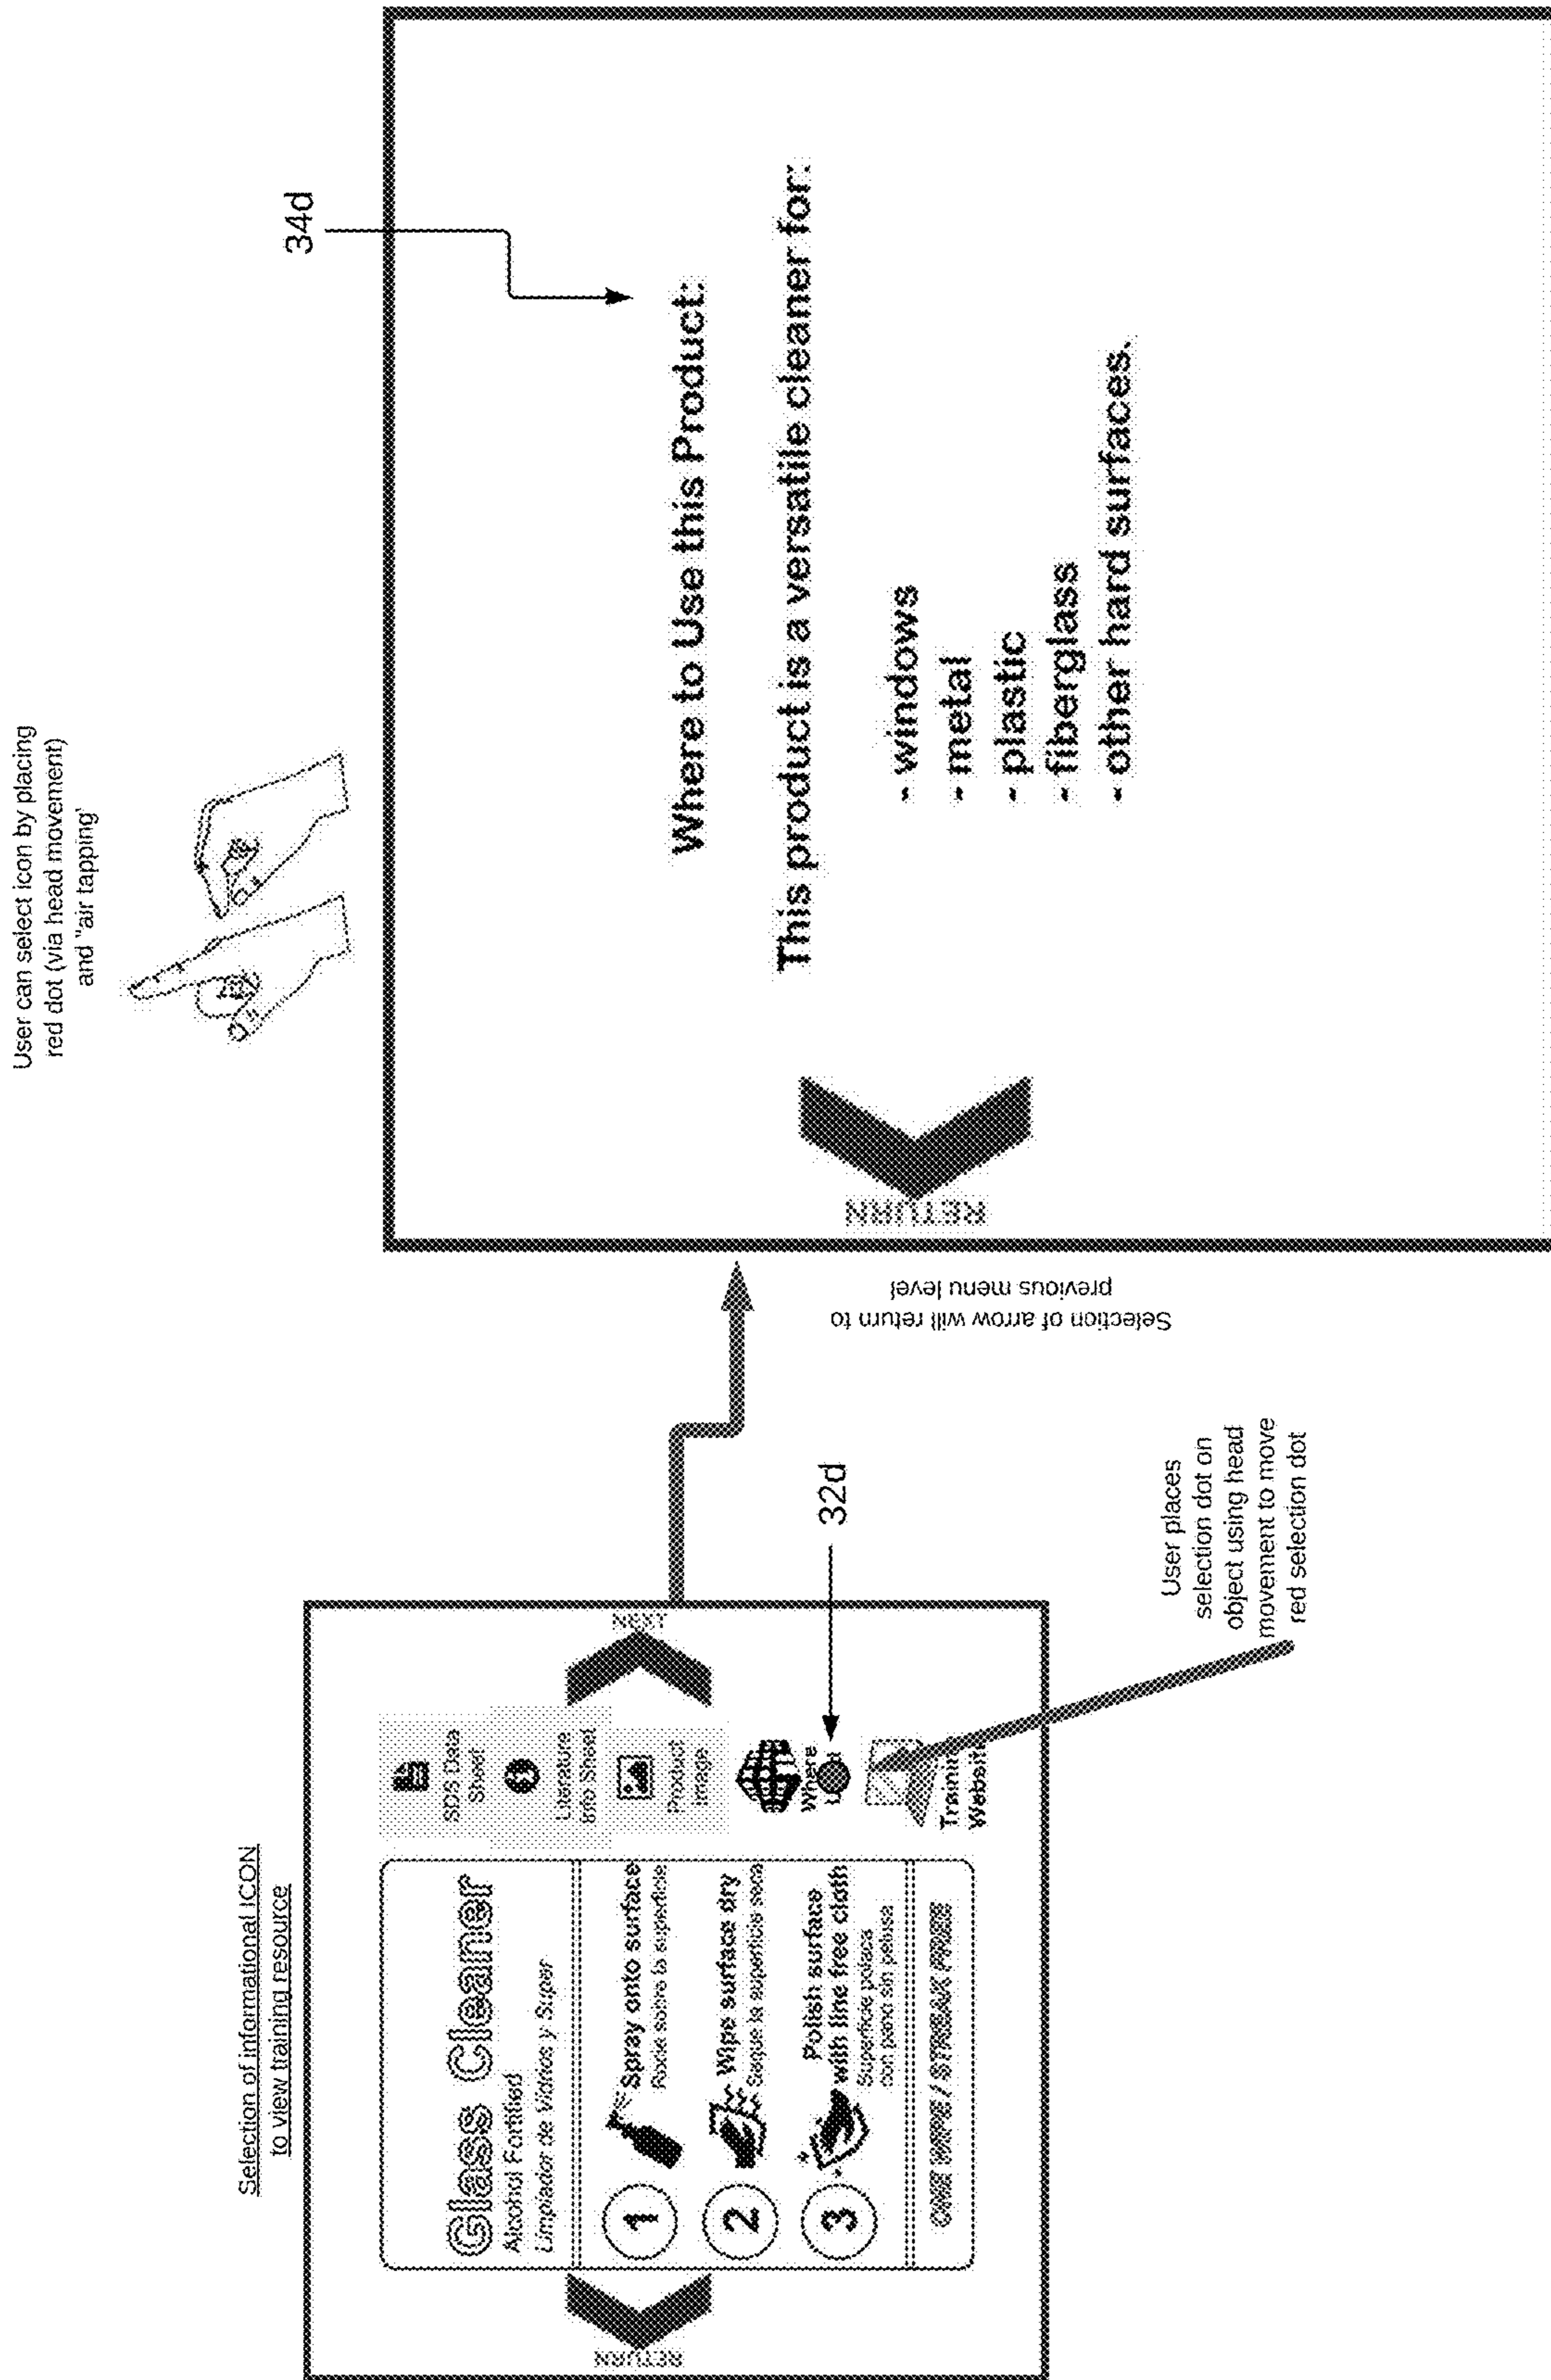 Selection of informational ICON
to view training resource
RETURN
Glass Cleaner
Alcohol Fortified
Limpiador de Vidrios y Super
1
Spray onto surface
Rocíe sobre la superficie
2
Wipe surface dry
Seque la superficie seca
3
Polish surface
with line free cloth
Superficie polaca
con pano sin pelusa
ONE WIPE / STREAK FREE
SDS Data
Sheet
Literature
Info Sheet
Product
Image
Where
Trainin
Websit
NEXT
32d
User places
selection dot on
object using head
movement to move
red selection dot
User can select icon by placing
red dot (via head movement)
and "air tapping'
34d
Selection of arrow will return to
previous menu level
RETURN
Where to Use this Product:
This product is a versatile cleaner for:
- windows
- metal
- plastic
- fiberglass
- other hard surfaces.